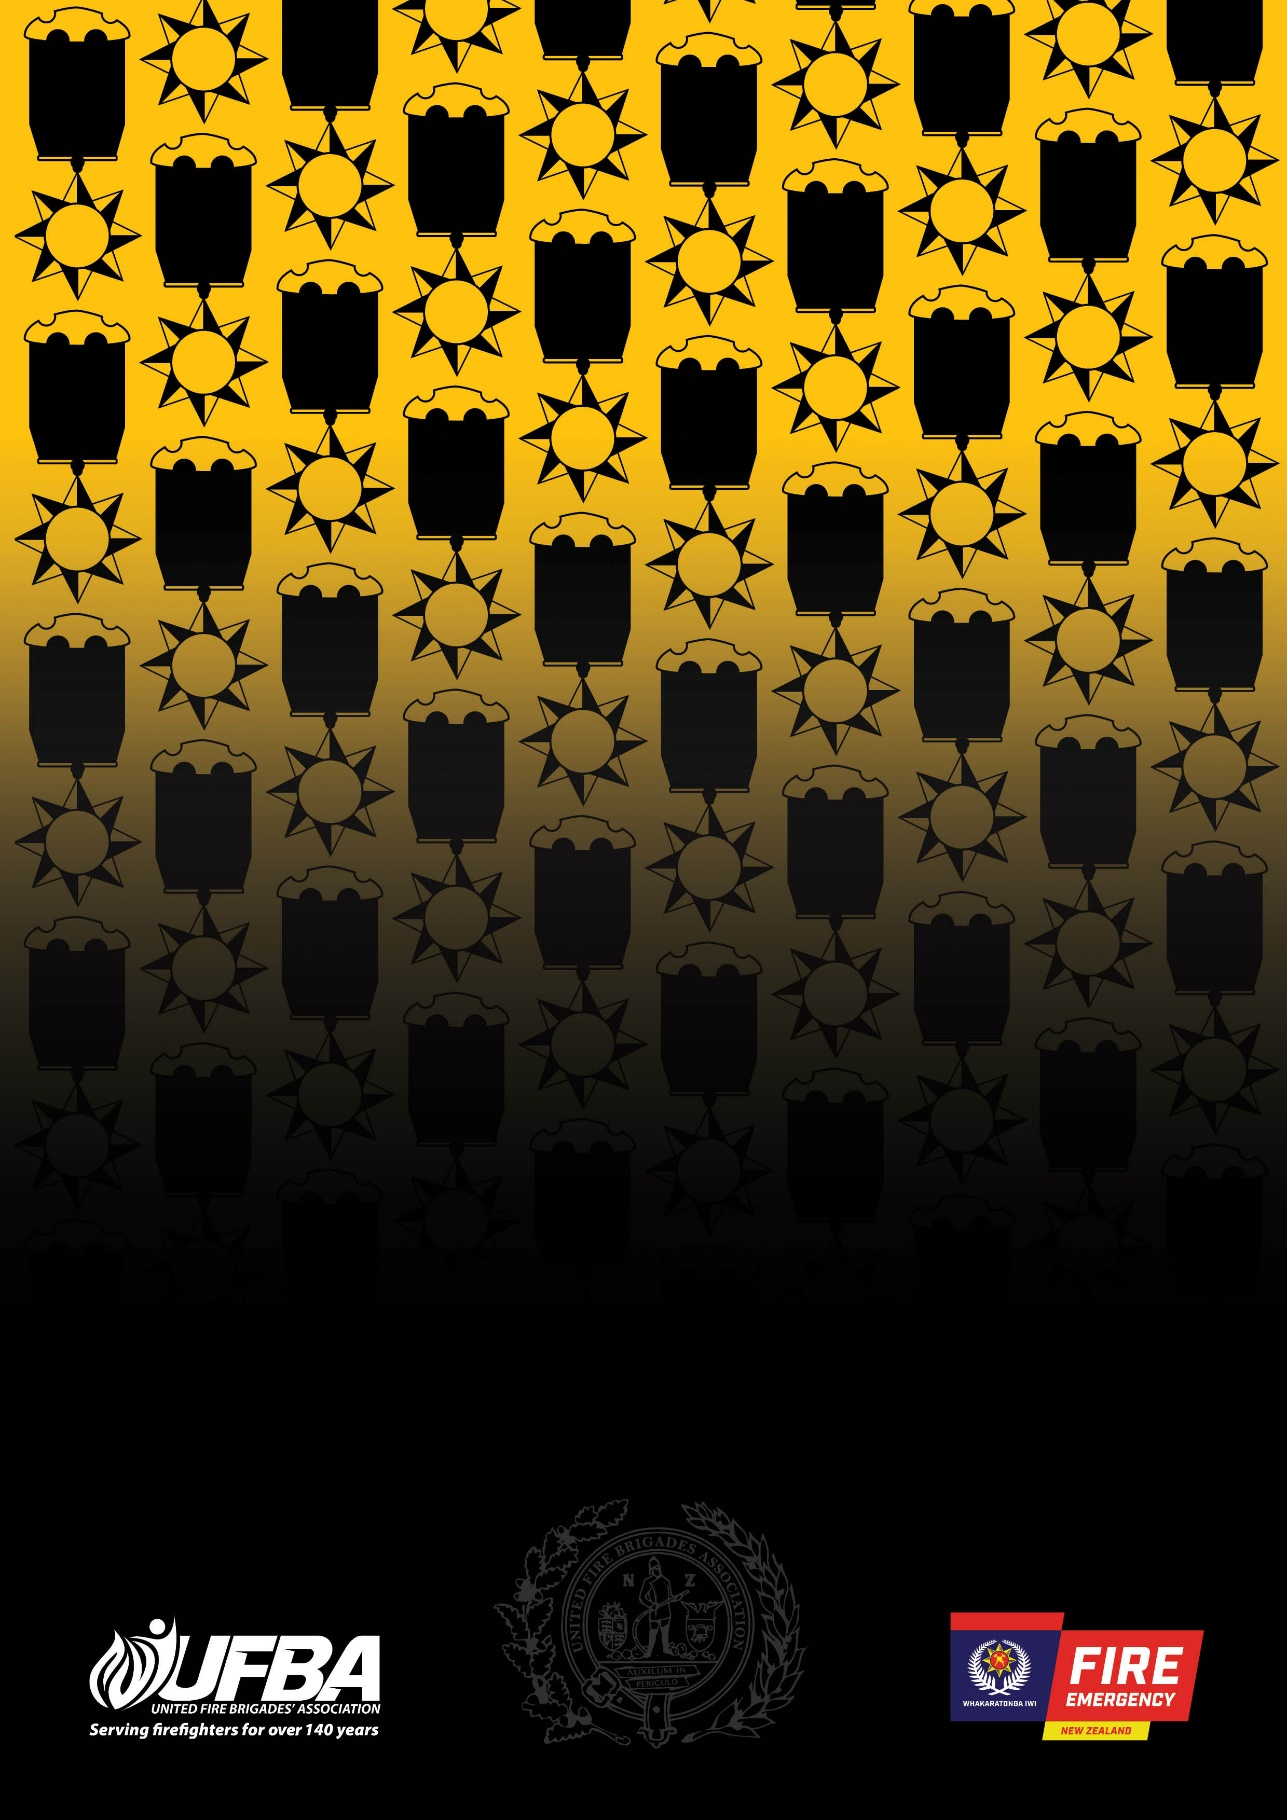 UNITED FIRE BRIGADES ASSOCIATION
N Z
AUXILUM IN
PERICULO
UFBA
UNITED FIRE BRIGADES' ASSOCIATION
Serving firefighters for over 140 years
WHAKARATONGA IWI
FIRE
EMERGENCY
NEW ZEALAND